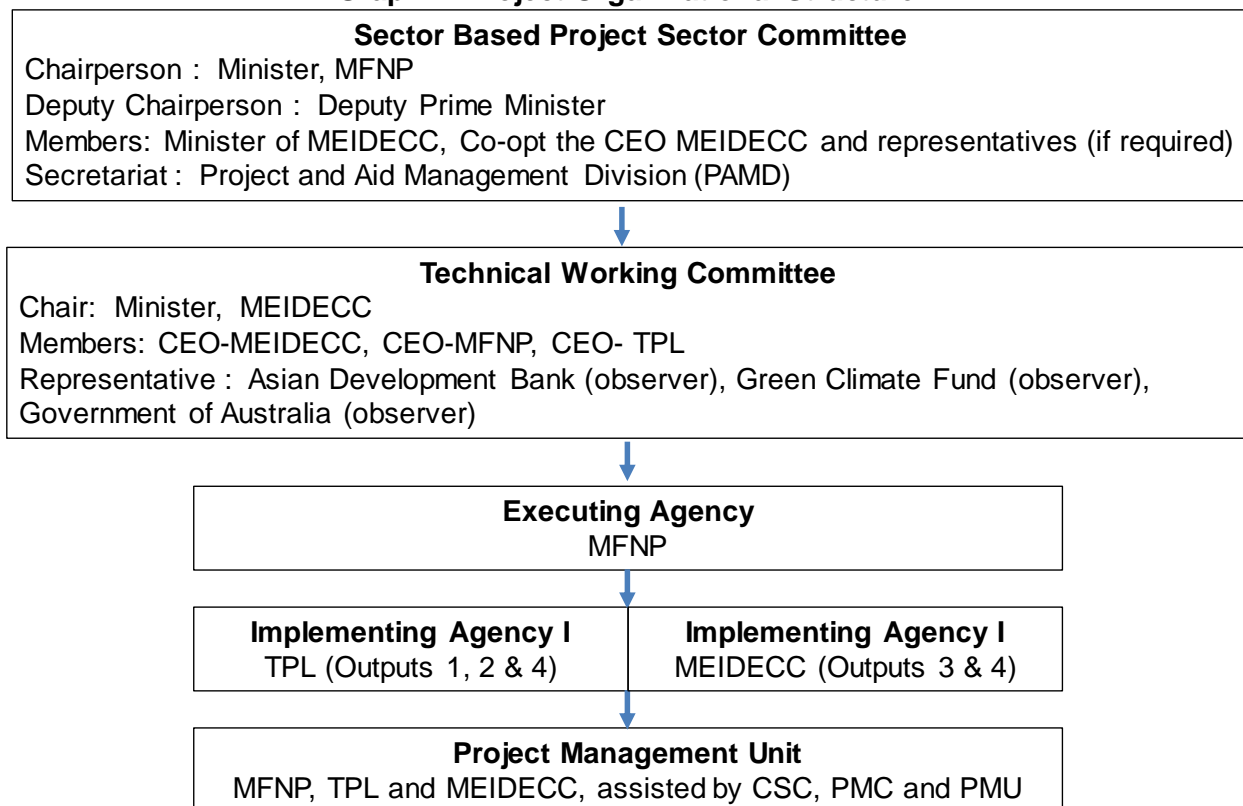 Sector Based Project Sector Committee
Chairperson : Minister, MFNP
Deputy Chairperson : Deputy Prime Minister
Members: Minister of MEIDECC, Co-opt the CEO MEIDECC and representatives (if required)
Secretariat : Project and Aid Management Division (PAMD)
Technical Working Committee
Chair: Minister, MEIDECC
Members: CEO-MEIDECC, CEO-MFNP, CEO- TPL
Representative : Asian Development Bank (observer), Green Climate Fund (observer),
Government of Australia (observer)
Executing Agency
MFNP
Implementing Agency I
TPL (Outputs 1, 2 & 4)
Implementing Agency I
MEIDECC (Outputs 3 & 4)
Project Management Unit
MFNP, TPL and MEIDECC, assisted by CSC, PMC and PMU